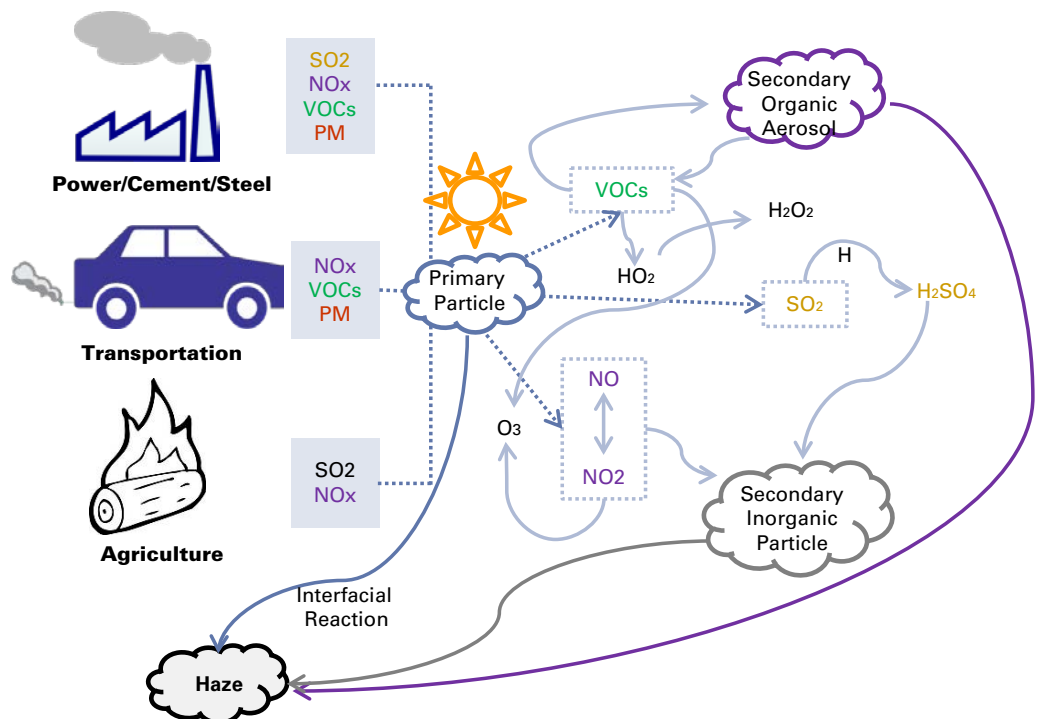 SO2
NOx
VOCs
PM
Power/Cement/Steel
NOx
VOCs
PM
Transportation
SO2
NOx
Agriculture
Primary
Particle
Secondary
Organic
Aerosol
VOCs
H₂O₂
HO₂
H
SO₂
H₂SO₄
NO
NO2
O₃
Secondary
Inorganic
Particle
Interfacial
Reaction
Haze